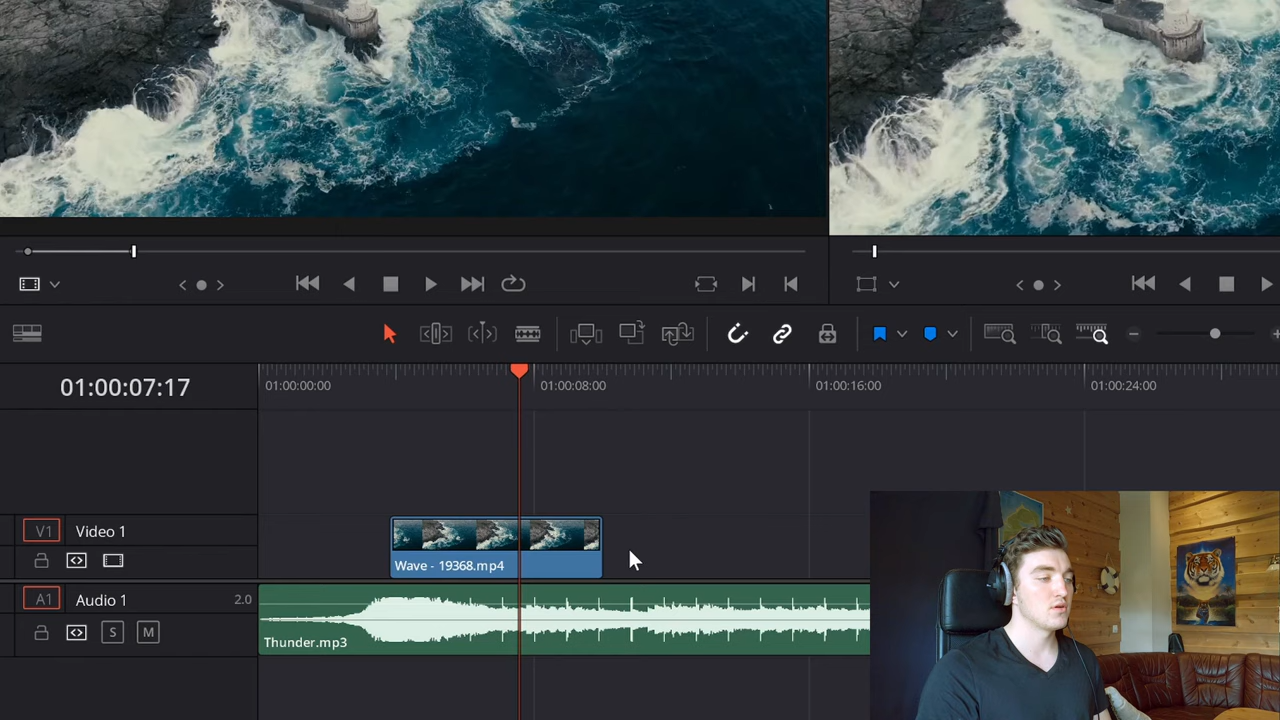 01:00:07:17
01:00:00:00
01:00:08:00
01:00:16:00
01:00:24:00
V1 Video 1
Wave - 19368.mp4
A1 Audio 1 2.0
S M
Thunder.mp3